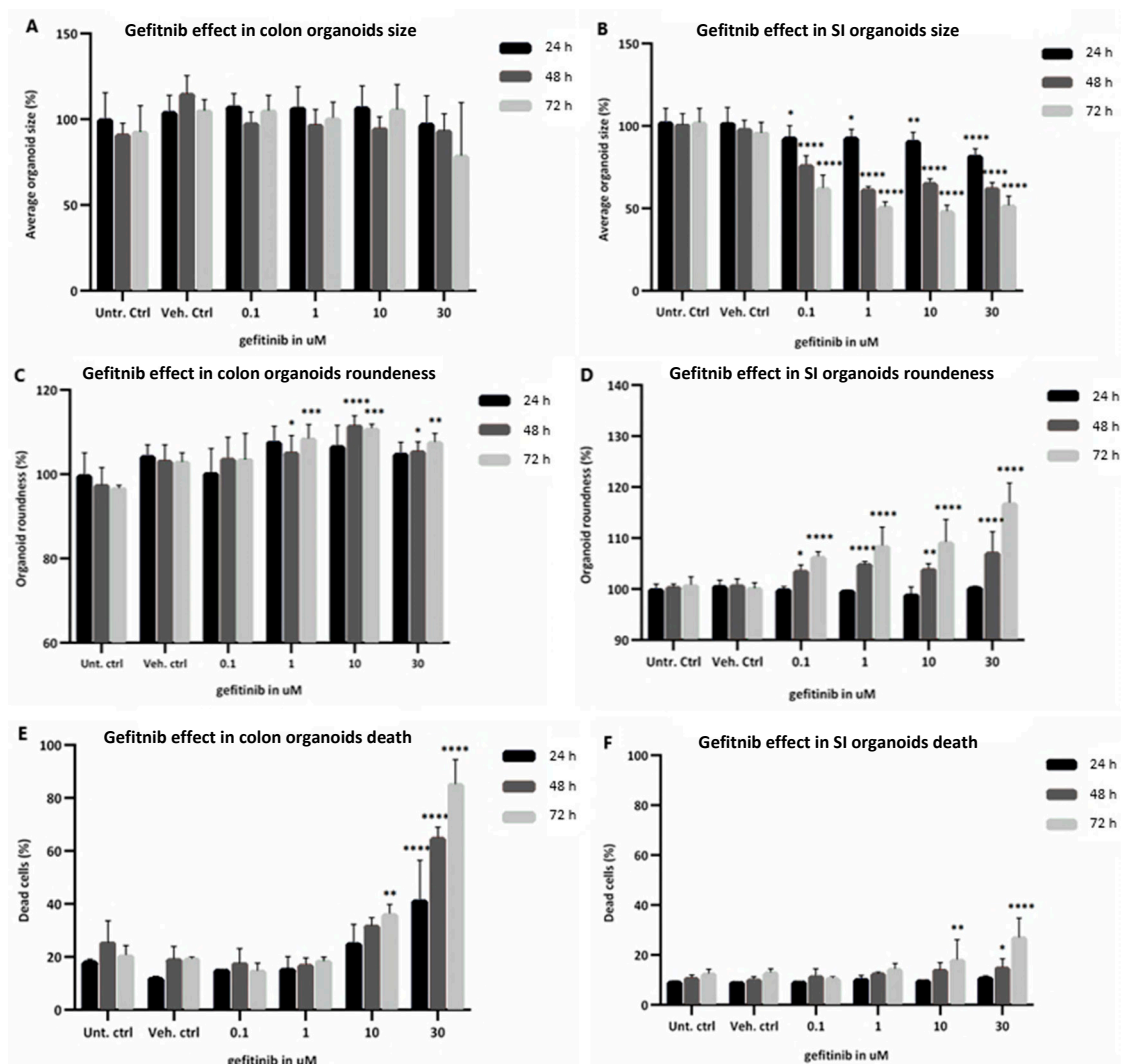 A
Gefitnib effect in colon organoids size
150
100
50
0
Average organoid size (%)
24 h
48 h
72 h
Untr. Ctrl Veh. Ctrl 0.1 1 10 30
gefitinib in uM
B
Gefitnib effect in SI organoids size
150
100
50
0
Average organoid size (%)
* **** ****
* **** ****
** **** ****
**** **** ****
24 h
48 h
72 h
Untr. Ctrl Veh. Ctrl 0.1 1 10 30
gefitinib in uM
C
Gefitnib effect in colon organoids roundeness
120
100
80
60
Organoid roundness (%)
* ***
**** ***
* **
24 h
48 h
72 h
Unt. ctrl Veh. ctrl 0.1 1 10 30
gefitinib in uM
D
Gefitnib effect in SI organoids roundeness
140
130
120
110
100
90
Organoid roundness (%)
* ****
**** ****
** ****
**** ****
24 h
48 h
72 h
Untr. Ctrl Veh. Ctrl 0.1 1 10 30
gefitinib in uM
E
Gefitnib effect in colon organoids death
100
80
60
40
20
0
Dead cells (%)
**
**** **** ****
24 h
48 h
72 h
Unt. ctrl Veh. ctrl 0.1 1 10 30
gefitinib in uM
F
Gefitnib effect in SI organoids death
100
80
60
40
20
0
Dead cells (%)
**
* ****
24 h
48 h
72 h
Unt. ctrl Veh. ctrl 0.1 1 10 30
gefitinib in uM